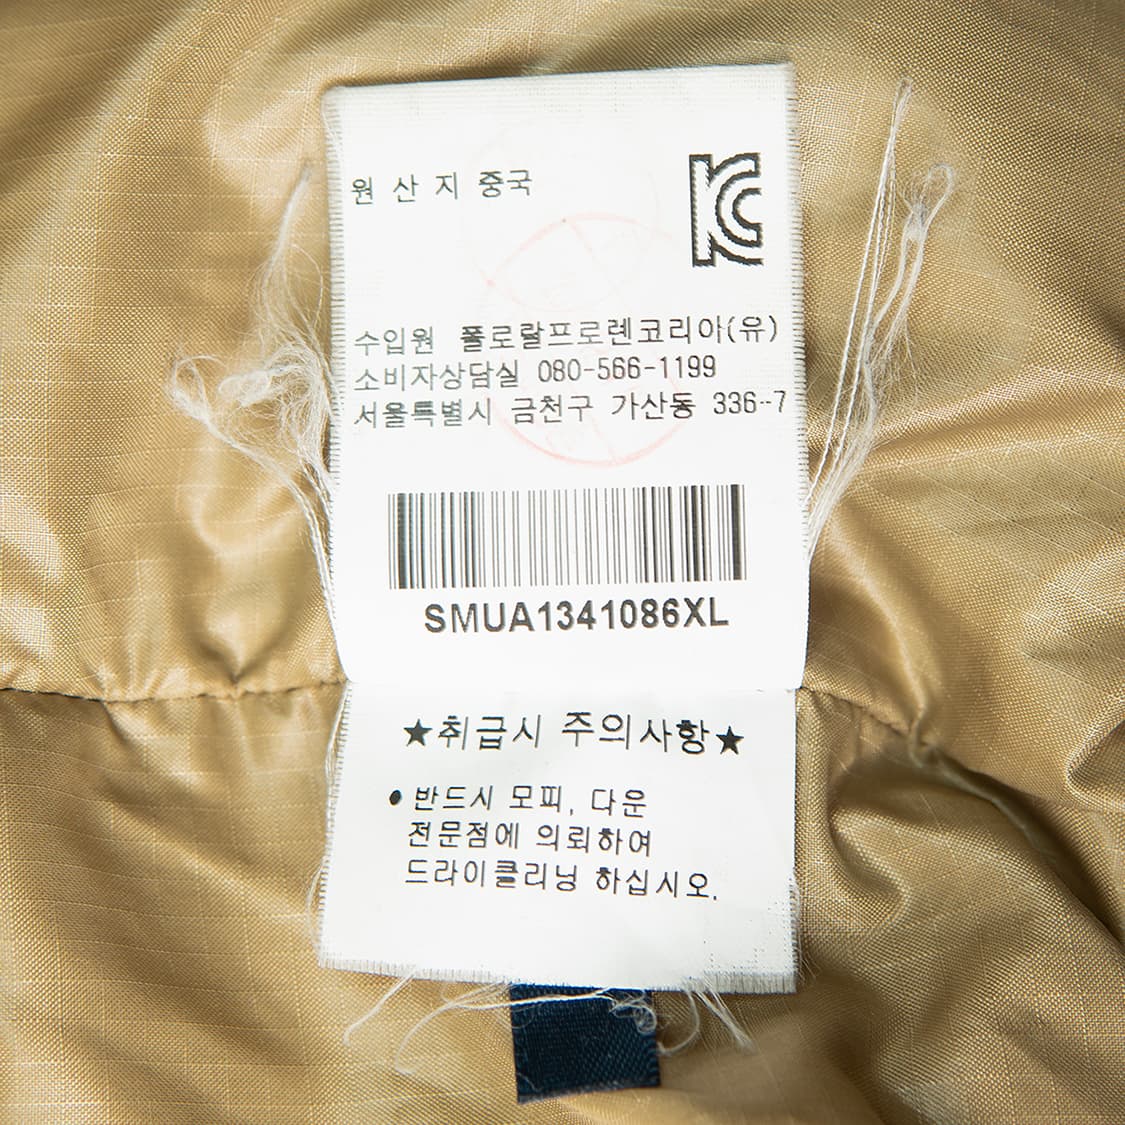 원 산 지 중국
KC
수입원 폴로랄프로렌코리아(유)
소비자상담실 080-566-1199
서울특별시 금천구 가산동 336-7
SMUA1341086XL
★취급시 주의사항★
● 반드시 모피, 다운
전문점에 의뢰하여
드라이클리닝 하십시오.